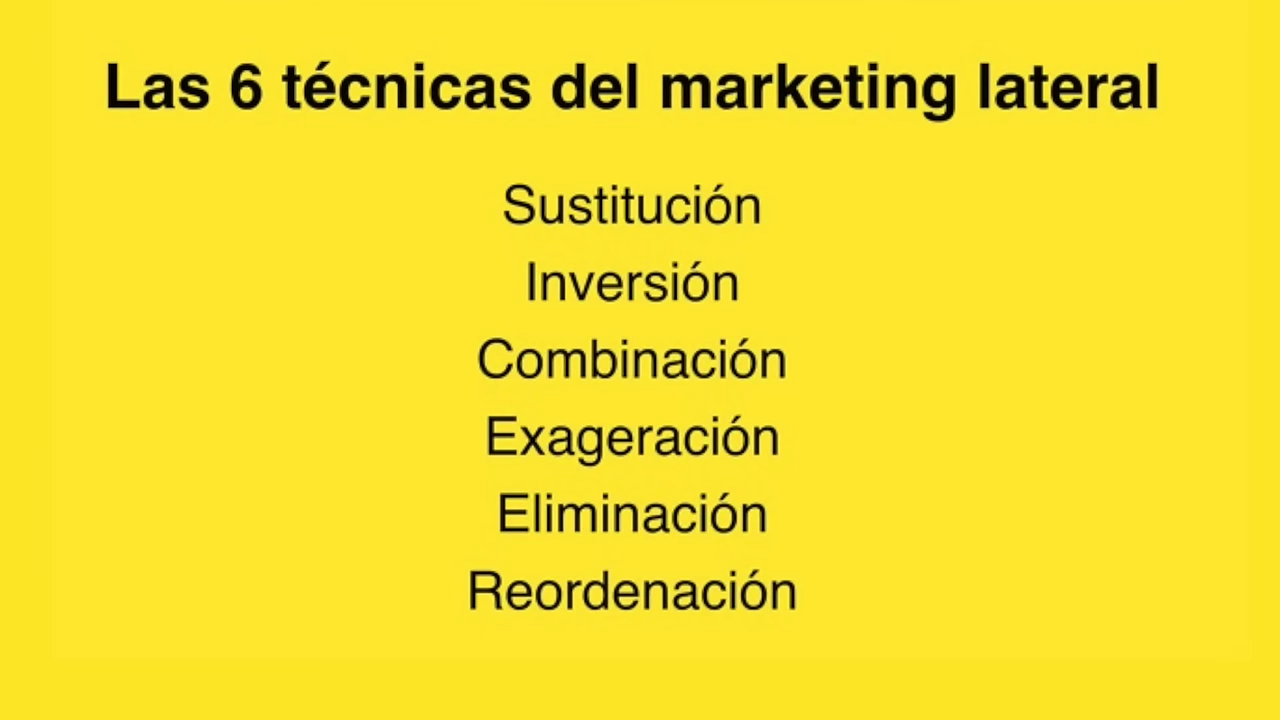 Las 6 técnicas del marketing lateral
Sustitución
Inversión
Combinación
Exageración
Eliminación
Reordenación